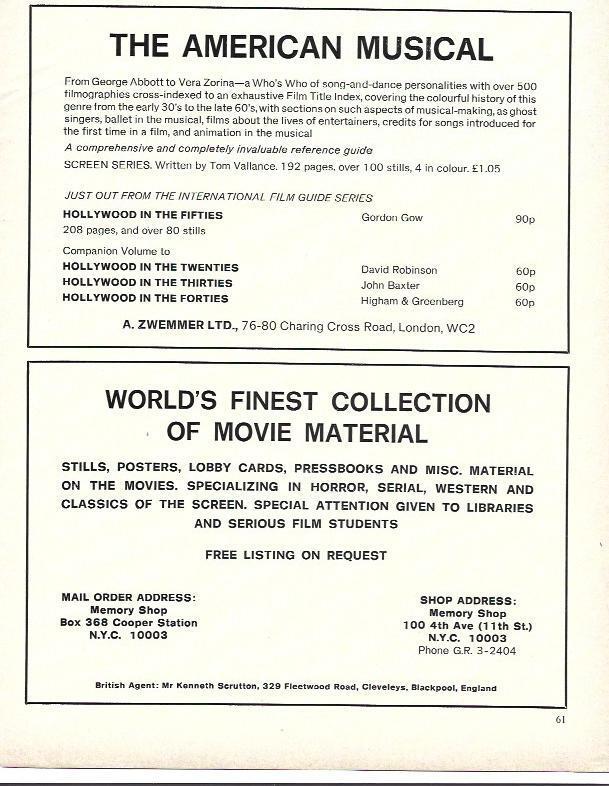 THE AMERICAN MUSICAL
From George Abbott to Vera Zorina—a Who's Who of song-and-dance personalities with over 500
filmographies cross-indexed to an exhaustive Film Title Index, covering the colourful history of this
genre from the early 30's to the late 60's, with sections on such aspects of musical-making, as ghost
singers, ballet in the musical, films about the lives of entertainers, credits for songs introduced for
the first time in a film, and animation in the musical
A comprehensive and completely invaluable reference guide
SCREEN SERIES. Written by Tom Vallance. 192 pages, over 100 stills, 4 in colour. £1.05
JUST OUT FROM THE INTERNATIONAL FILM GUIDE SERIES
HOLLYWOOD IN THE FIFTIES Gordon Gow 90p
208 pages, and over 80 stills
Companion Volume to
HOLLYWOOD IN THE TWENTIES David Robinson 60p
HOLLYWOOD IN THE THIRTIES John Baxter 60p
HOLLYWOOD IN THE FORTIES Higham & Greenberg 60p
A. ZWEMMER LTD., 76-80 Charing Cross Road, London, WC2
WORLD'S FINEST COLLECTION
OF MOVIE MATERIAL
STILLS, POSTERS, LOBBY CARDS, PRESSBOOKS AND MISC. MATERIAL
ON THE MOVIES. SPECIALIZING IN HORROR, SERIAL, WESTERN AND
CLASSICS OF THE SCREEN. SPECIAL ATTENTION GIVEN TO LIBRARIES
AND SERIOUS FILM STUDENTS
FREE LISTING ON REQUEST
MAIL ORDER ADDRESS:
Memory Shop
Box 368 Cooper Station
N.Y.C. 10003
SHOP ADDRESS:
Memory Shop
100 4th Ave (11th St.)
N.Y.C. 10003
Phone G.R. 3-2404
British Agent: Mr Kenneth Scrutton, 329 Fleetwood Road, Cleveleys, Blackpool, England
61